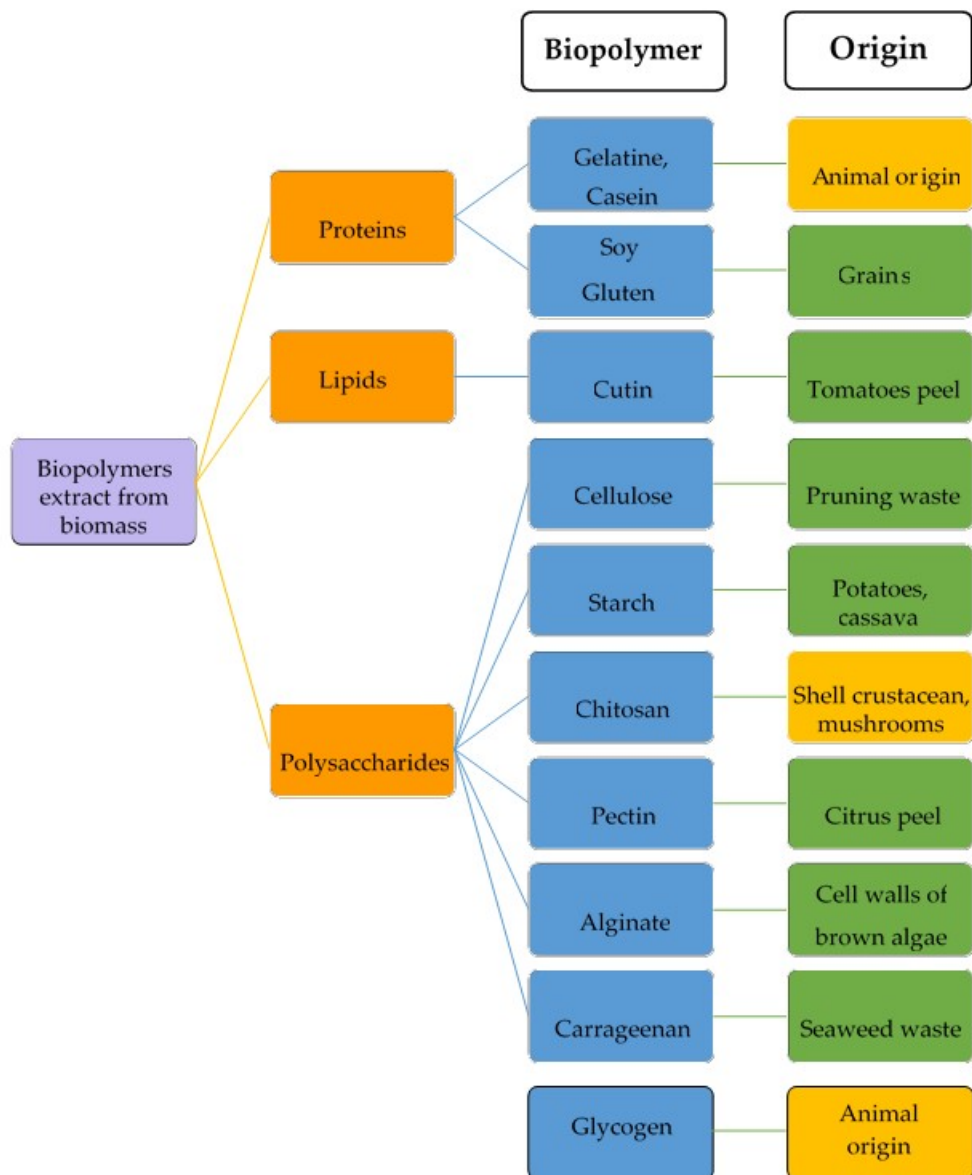 Biopolymer
Origin
Gelatine,
Casein
Animal origin
Proteins
Soy
Gluten
Grains
Lipids
Cutin
Tomatoes peel
Biopolymers
extract from
biomass
Cellulose
Pruning waste
Starch
Potatoes,
cassava
Polysaccharides
Chitosan
Shell crustacean,
mushrooms
Pectin
Citrus peel
Alginate
Cell walls of
brown algae
Carrageenan
Seaweed waste
Glycogen
Animal
origin